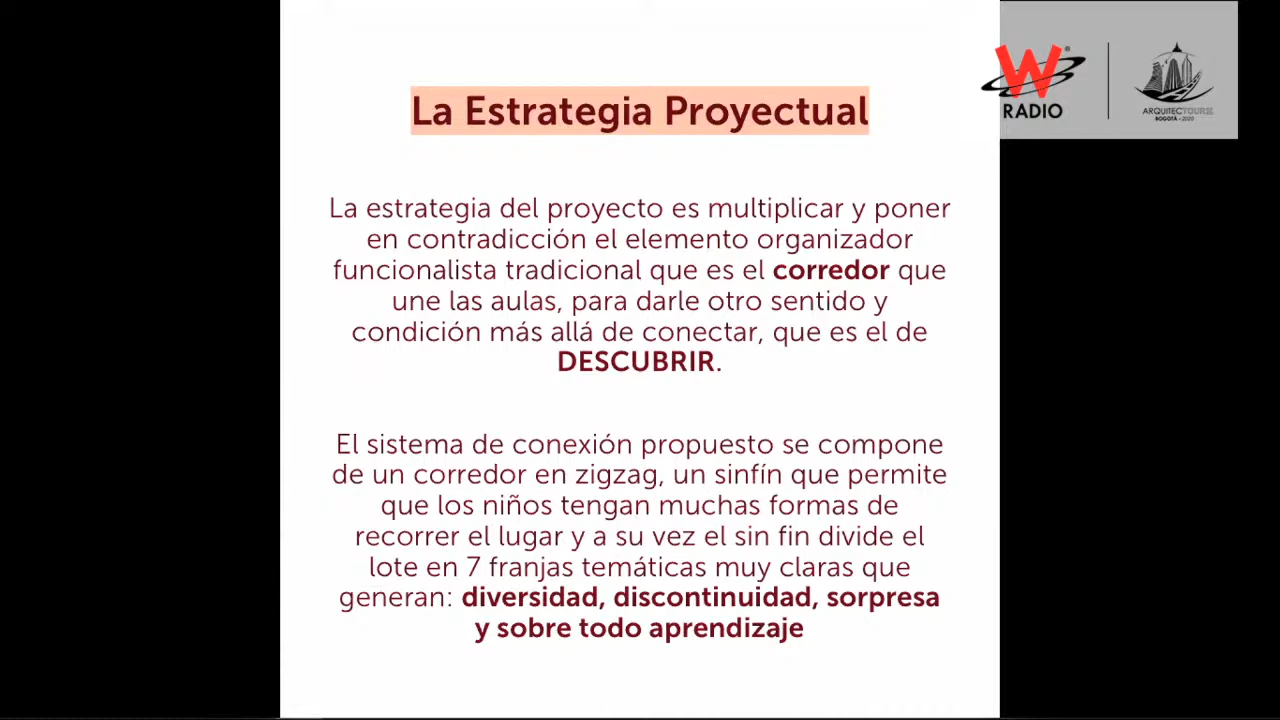 La Estrategia Proyectual
W
RADIO
ARQUITECTOUR
BOGOTÁ - 2020
La estrategia del proyecto es multiplicar y poner
en contradicción el elemento organizador
funcionalista tradicional que es el corredor que
une las aulas, para darle otro sentido y
condición más allá de conectar, que es el de
DESCUBRIR.
El sistema de conexión propuesto se compone
de un corredor en zigzag, un sinfín que permite
que los niños tengan muchas formas de
recorrer el lugar y a su vez el sin fin divide el
lote en 7 franjas temáticas muy claras que
generan: diversidad, discontinuidad, sorpresa
y sobre todo aprendizaje